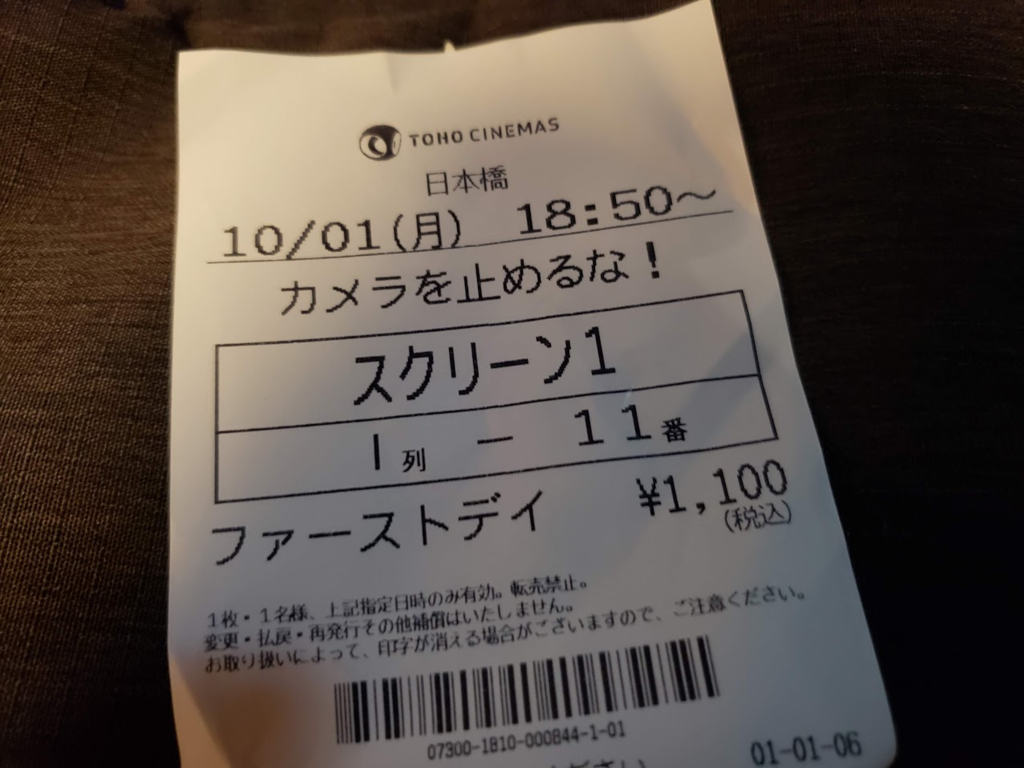 TOHO CINEMAS
日本橋
10/01(月) 18:50～
カメラを止めるな！
スクリーン1
I列 － 11番
ファーストデイ ¥1,100
(税込)
1枚・1名様、上記指定日時のみ有効。転売禁止。
変更・払戻・再発行その他補償はいたしません。
お取り扱いによって、印字が消える場合がございますので、ご注意ください。
07300-1810-000844-1-01
01-01-06